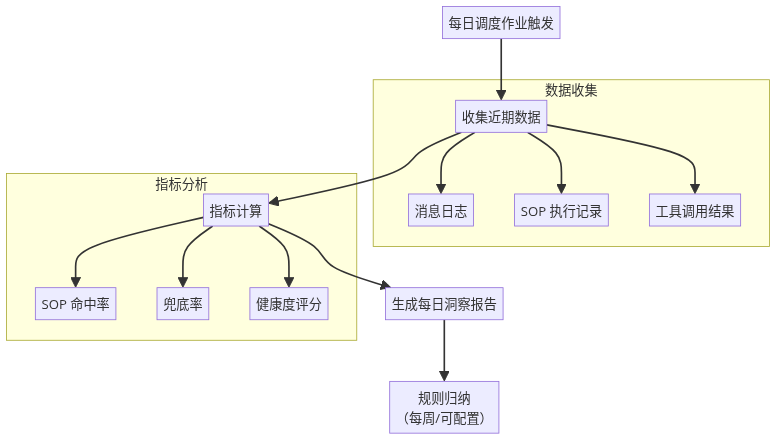 每日调度作业触发
数据收集
收集近期数据
消息日志
SOP 执行记录
工具调用结果
指标分析
指标计算
SOP 命中率
兜底率
健康度评分
生成每日洞察报告
规则归纳
（每周/可配置）